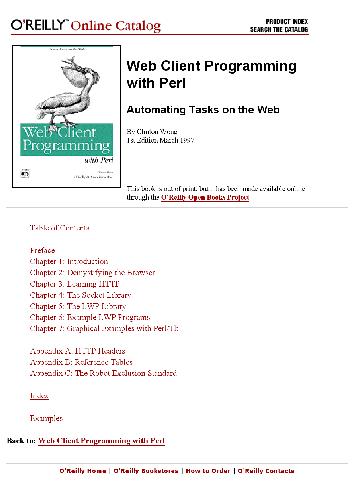 O'REILLY™ Online Catalog
PRODUCT INDEX
SEARCH THE CATALOG
Web Client Programming
with Perl
Automating Tasks on the Web
By Clinton Wong
1st Edition March 1997
Web Client
Programming
with Perl
This book is out of print, but it has been made available online
through the O'Reilly Open Books Project
Table of Contents
Preface
Chapter 1: Introduction
Chapter 2: Demystifying the Browser
Chapter 3: Learning HTTP
Chapter 4: The Socket Library
Chapter 5: The LWP Library
Chapter 6: Example LWP Programs
Chapter 7: Graphical Examples with Perl/Tk
Appendix A: HTTP Headers
Appendix B: Reference Tables
Appendix C: The Robot Exclusion Standard
Index
Examples
Back to: Web Client Programming with Perl
O'Reilly Home | O'Reilly Bookstores | How to Order | O'Reilly Contacts